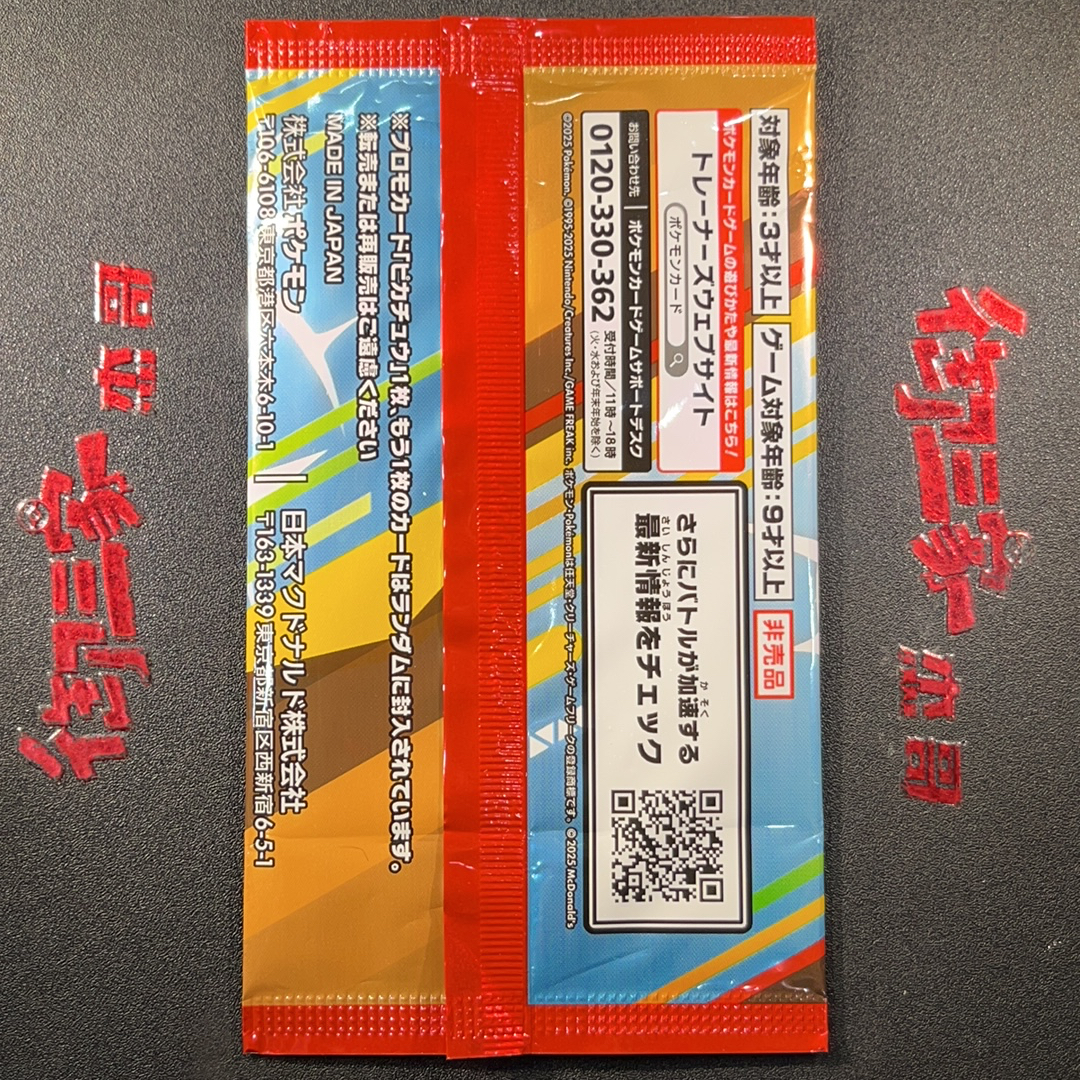 対象年齢：3才以上
ゲーム対象年齢：9才以上
非売品
ポケモンカードゲームの遊びかたや最新情報はこちら！
トレーナーズウェブサイト
ポケモンカード
お問い合わせ先
ポケモンカードゲームサポートデスク
0120-330-362
受付時間／11時～18時
（火・水および年末年始を除く）
さらにバトルが加速する
かそく
最新情報をチェック
さいしんじょうほう
©2025 Pokémon. ©1995-2025 Nintendo/Creatures Inc./GAME FREAK inc. ポケモン・Pokémonは任天堂・クリーチャーズ・ゲームフリークの登録商標です。 ©2025 McDonald's
※プロモカード「ピカチュウ」1枚、もう1枚のカードはランダムに封入されています。
※転売または再販売はご遠慮ください
MADE IN JAPAN
株式会社ポケモン
〒106-6108 東京都港区六本木6-10-1
日本マクドナルド株式会社
〒163-1339 東京都新宿区西新宿6-5-1